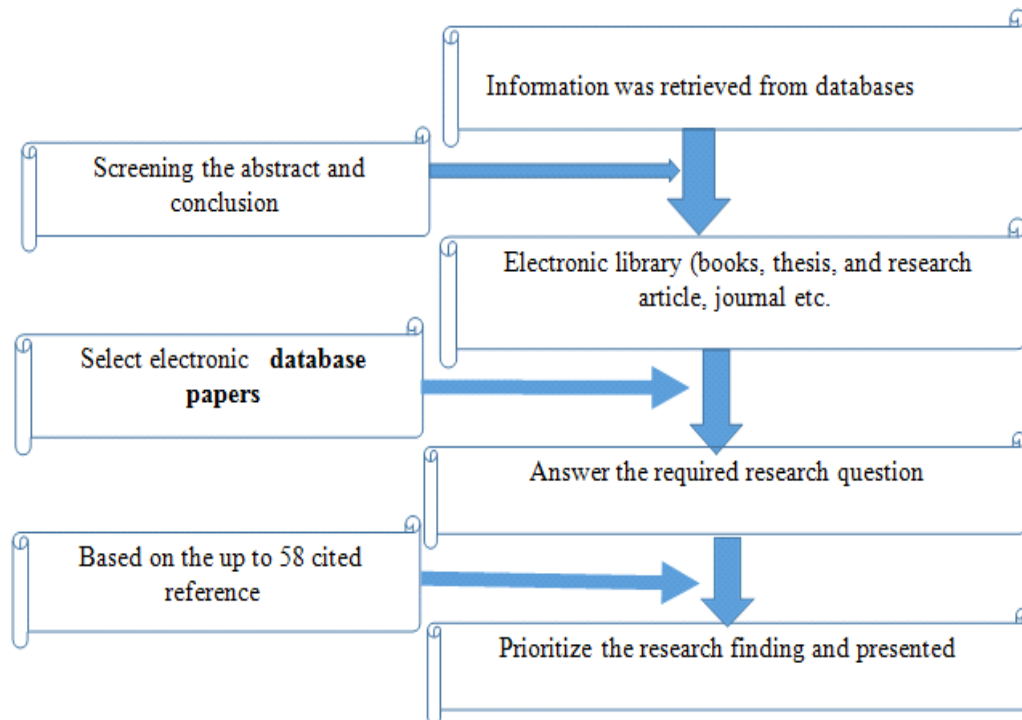 Information was retrieved from databases
Screening the abstract and
conclusion
Electronic library (books, thesis, and research
article, journal etc.
Select electronic database
papers
Answer the required research question
Based on the up to 58 cited
reference
Prioritize the research finding and presented